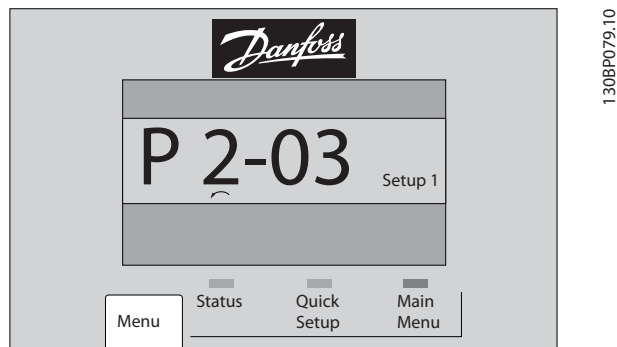 Danfoss
130BP079.10
P 2-03
Setup 1
Status
Quick
Setup
Main
Menu
Menu